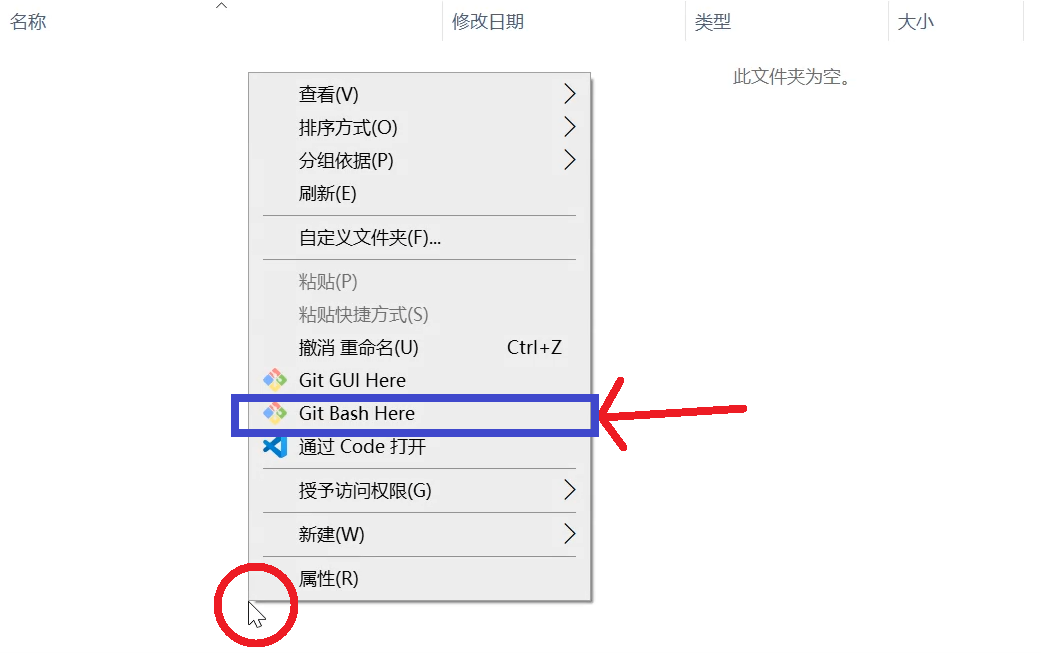 名称 修改日期 类型 大小
此文件夹为空。
查看(V)
排序方式(O)
分组依据(P)
刷新(E)
自定义文件夹(F)...
粘贴(P)
粘贴快捷方式(S)
撤消 重命名(U) Ctrl+Z
Git GUI Here
Git Bash Here
通过 Code 打开
授予访问权限(G)
新建(W)
属性(R)